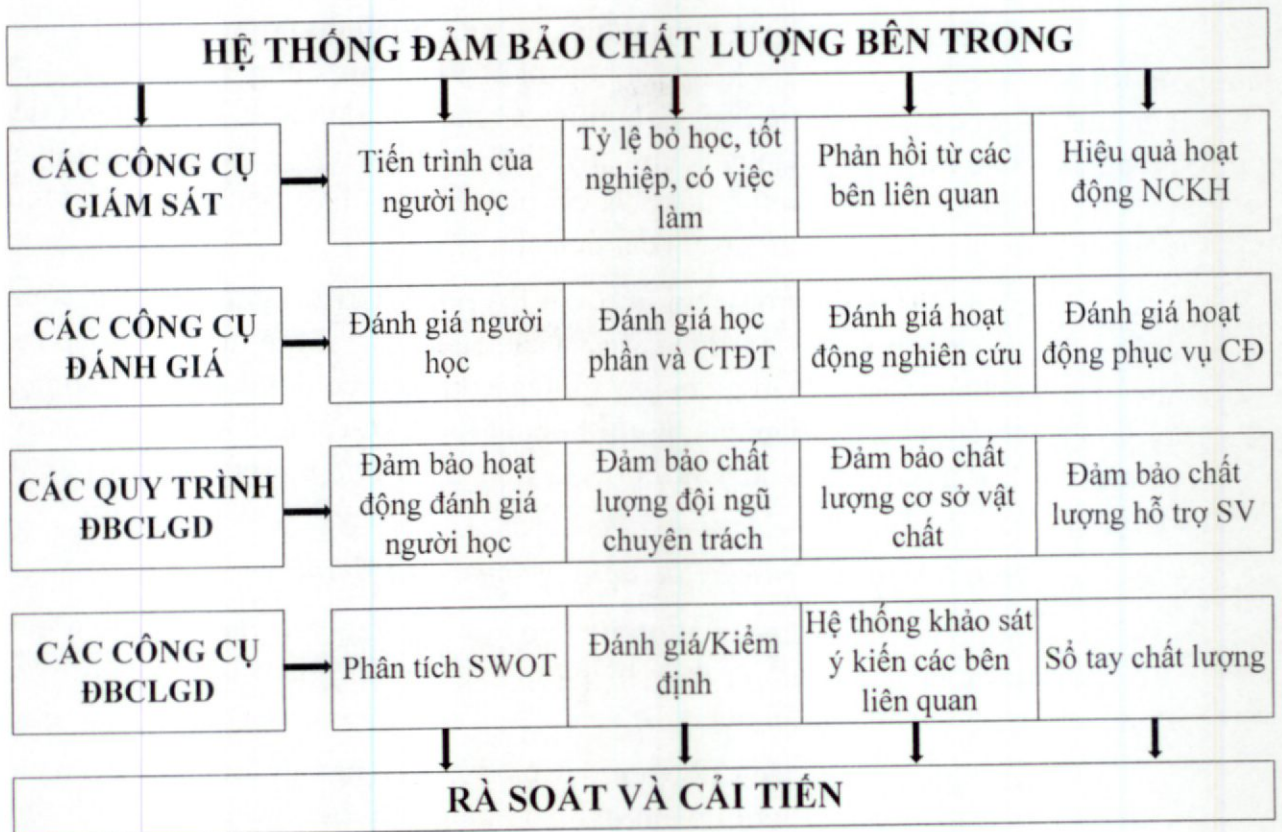 HỆ THỐNG ĐẢM BẢO CHẤT LƯỢNG BÊN TRONG
CÁC CÔNG CỤ
GIÁM SÁT
Tiến trình của
người học
Tỷ lệ bỏ học, tốt
nghiệp, có việc
làm
Phản hồi từ các
bên liên quan
Hiệu quả hoạt
động NCKH
CÁC CÔNG CỤ
ĐÁNH GIÁ
Đánh giá người
học
Đánh giá học
phần và CTĐT
Đánh giá hoạt
động nghiên cứu
Đánh giá hoạt
động phục vụ CĐ
CÁC QUY TRÌNH
ĐBCLGD
Đảm bảo hoạt
động đánh giá
người học
Đảm bảo chất
lượng đội ngũ
chuyên trách
Đảm bảo chất
lượng cơ sở vật
chất
Đảm bảo chất
lượng hỗ trợ SV
CÁC CÔNG CỤ
ĐBCLGD
Phân tích SWOT
Đánh giá/Kiểm
định
Hệ thống khảo sát
ý kiến các bên
liên quan
Sổ tay chất lượng
RÀ SOÁT VÀ CẢI TIẾN